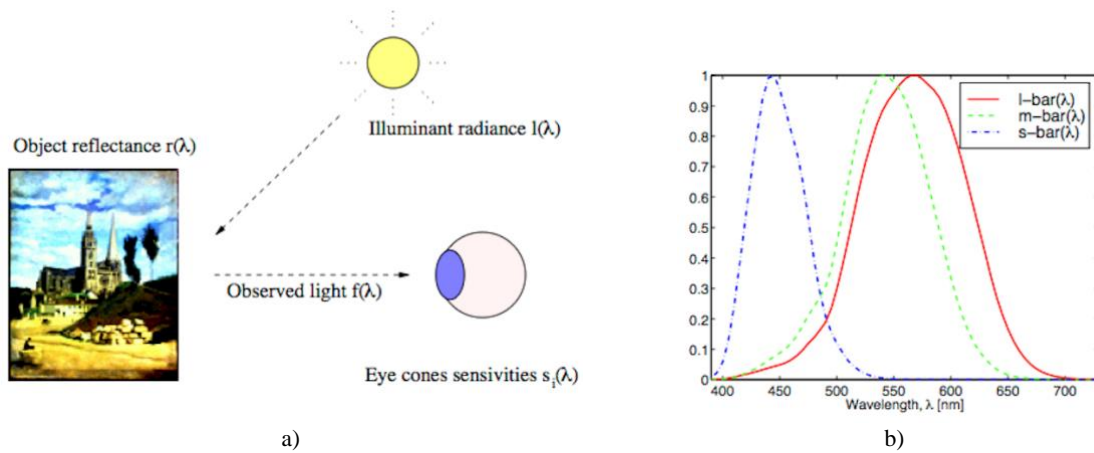 Illuminant radiance l(λ)
Object reflectance r(λ)
Observed light f(λ)
Eye cones sensivities s_i(λ)
a)
1
0.9
0.8
0.7
0.6
0.5
0.4
0.3
0.2
0.1
0
400 450 500 550 600 650 700
Wavelength, λ [nm]
l-bar(λ)
m-bar(λ)
s-bar(λ)
b)